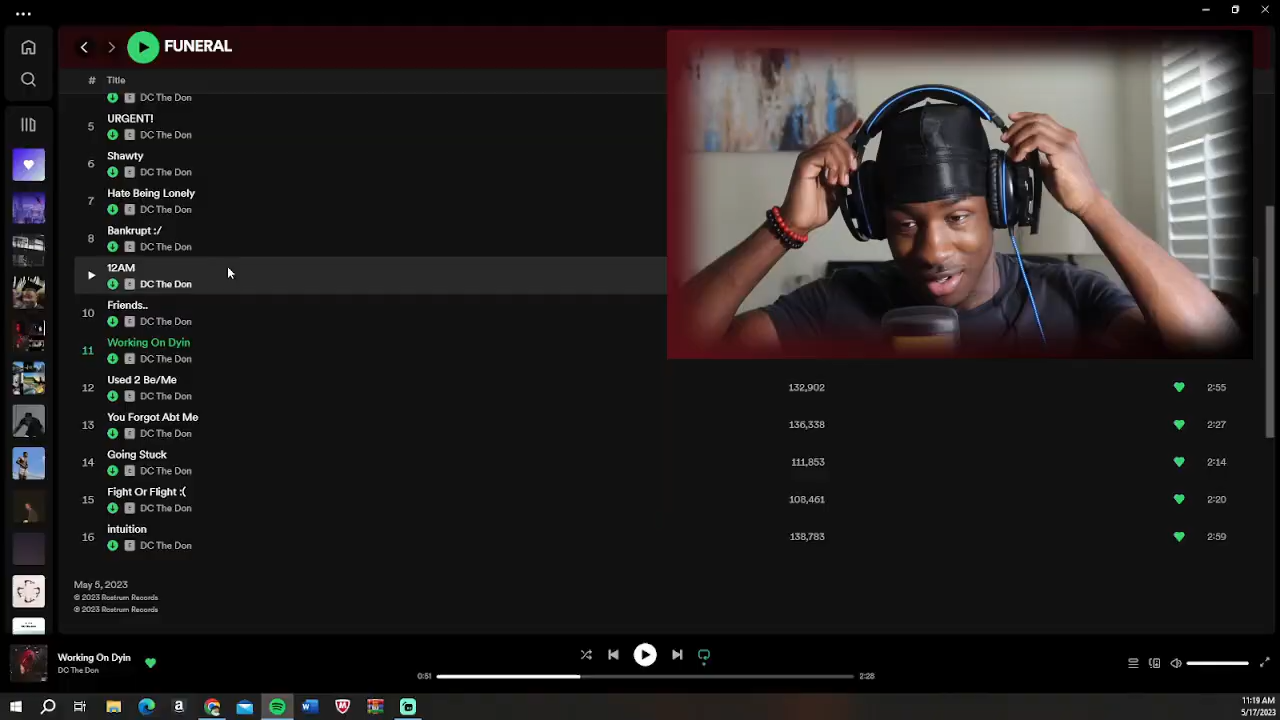 FUNERAL
# Title
DC The Don
5 URGENT!
E DC The Don
6 Shawty
E DC The Don
7 Hate Being Lonely
E DC The Don
8 Bankrupt :/
E DC The Don
12AM
E DC The Don
10 Friends..
E DC The Don
11 Working On Dyin
E DC The Don
12 Used 2 Be/Me 132,902 2:55
E DC The Don
13 You Forgot Abt Me 136,338 2:27
E DC The Don
14 Going Stuck 111,853 2:14
E DC The Don
15 Fight Or Flight :( 108,461 2:20
E DC The Don
16 intuition 138,783 2:59
E DC The Don
May 5, 2023
© 2023 Rostrum Records
℗ 2023 Rostrum Records
Working On Dyin
DC The Don
0:51 2:28
11:19 AM
5/17/2023